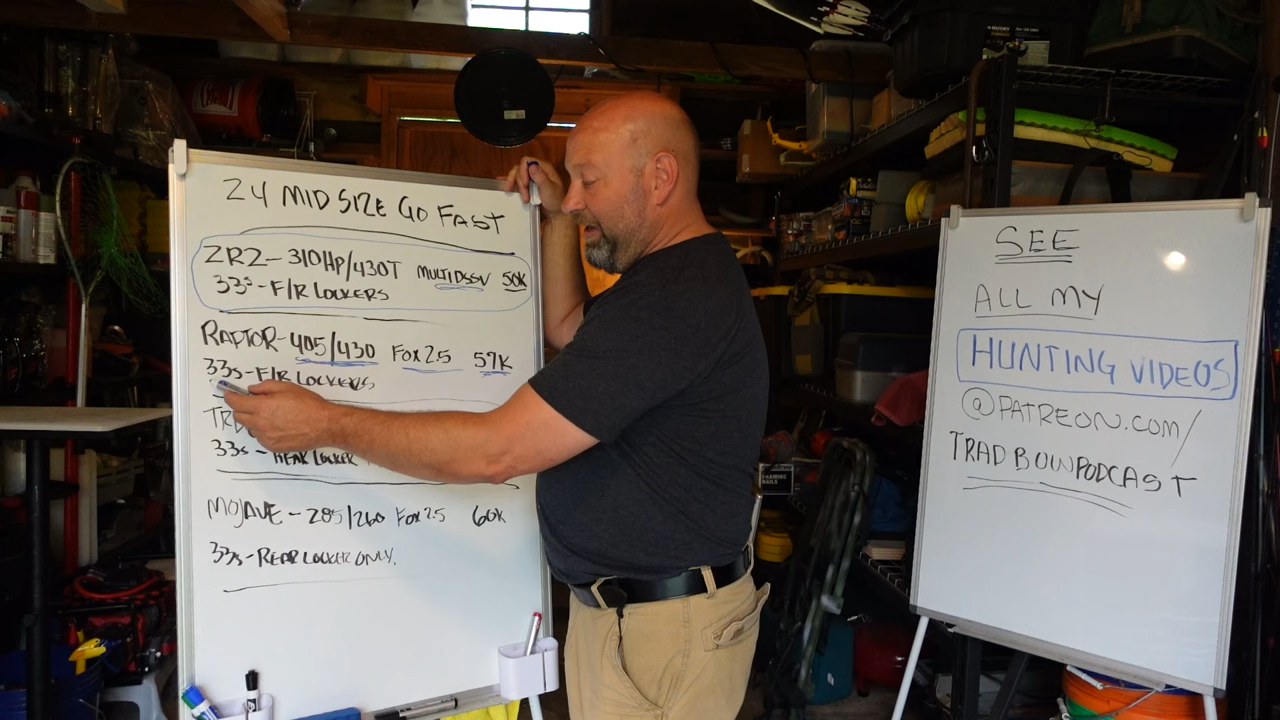 24 MID SIZE GO FAST
ZR2-310HP/430T MULTI DSSV 50K
33s-F/R LOCKERS
RAPTOR-405/430 FOX 2.5 57K
33s-F/R LOCKERS
33s - REAR LOCKER
MOJAVE - 285/260 FOX 2.5 60K
33s-REAR LOCKER ONLY.
SEE
ALL MY
HUNTING VIDEOS
@PATREON.COM/
TRADBOWPODCAST